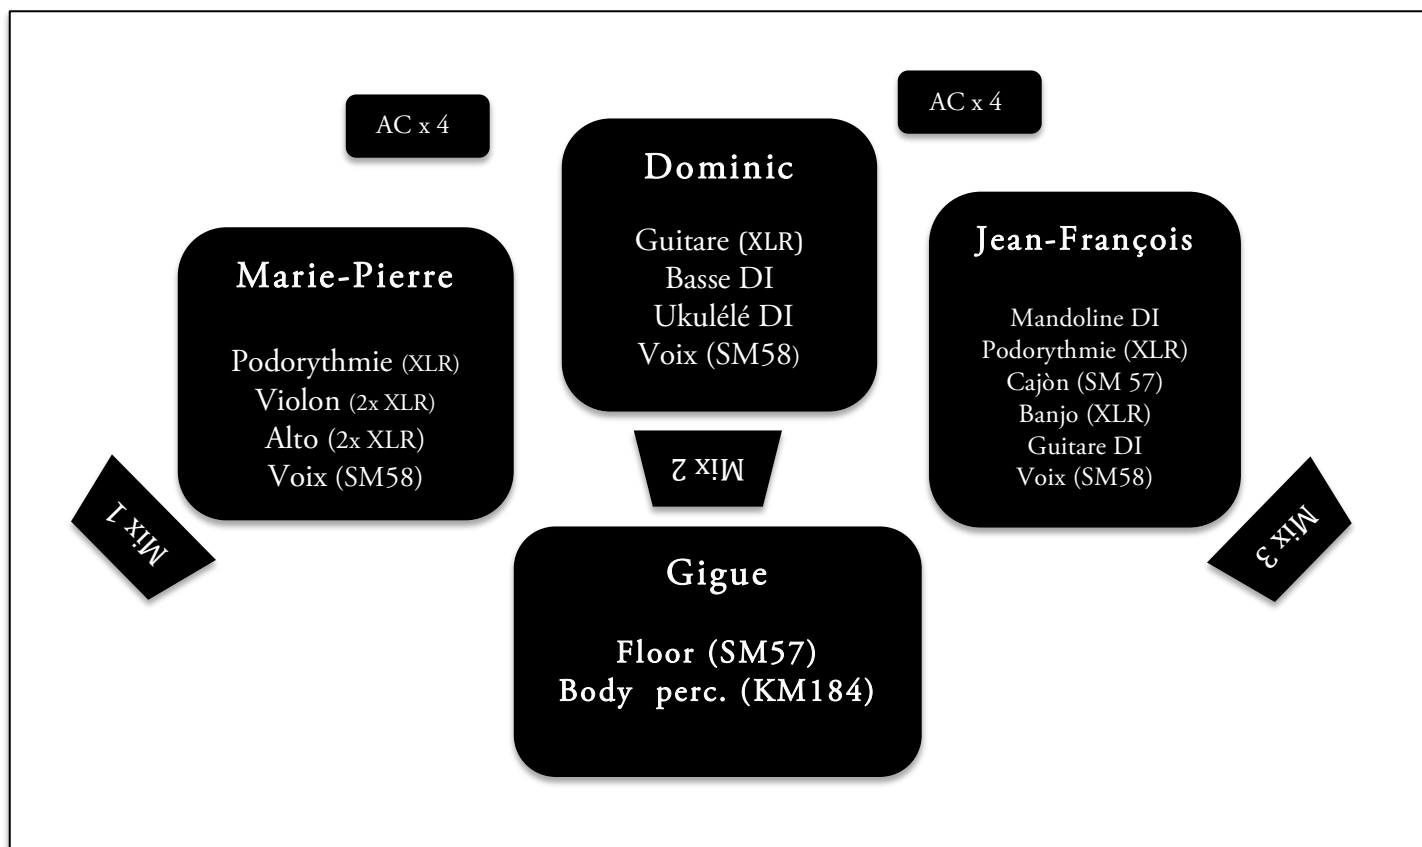 AC x 4
AC x 4
Dominic
Guitare (XLR)
Basse DI
Ukulélé DI
Voix (SM58)
Jean-François
Mandoline DI
Podorythmie (XLR)
Cajòn (SM 57)
Banjo (XLR)
Guitare DI
Voix (SM58)
Marie-Pierre
Podorythmie (XLR)
Violon (2x XLR)
Alto (2x XLR)
Voix (SM58)
Mix 1
Mix 2
Mix 3
Gigue
Floor (SM57)
Body perc. (KM184)